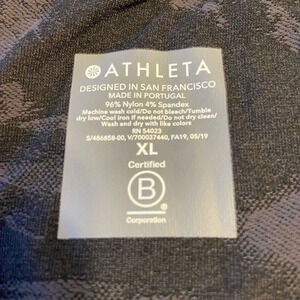 ATHLETA
DESIGNED IN SAN FRANCISCO
MADE IN PORTUGAL
96% Nylon 4% Spandex
Machine wash cold/Do not bleach/Tumble
dry low/Cool iron if needed/Do not dry clean/
Wash and dry with like colors
RN 54023
S/486858-00, V/700037440, FA19, 05/19
XL
Certified
B
Corporation